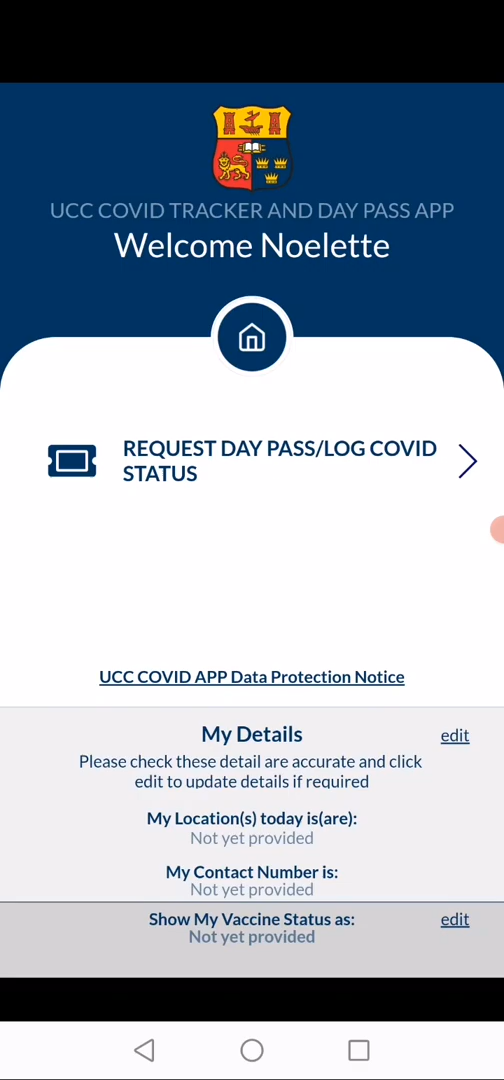 UCC COVID TRACKER AND DAY PASS APP
Welcome Noelette
REQUEST DAY PASS/LOG COVID
STATUS
UCC COVID APP Data Protection Notice
My Details
edit
Please check these detail are accurate and click
edit to update details if required
My Location(s) today is(are):
Not yet provided
My Contact Number is:
Not yet provided
Show My Vaccine Status as:
edit
Not yet provided